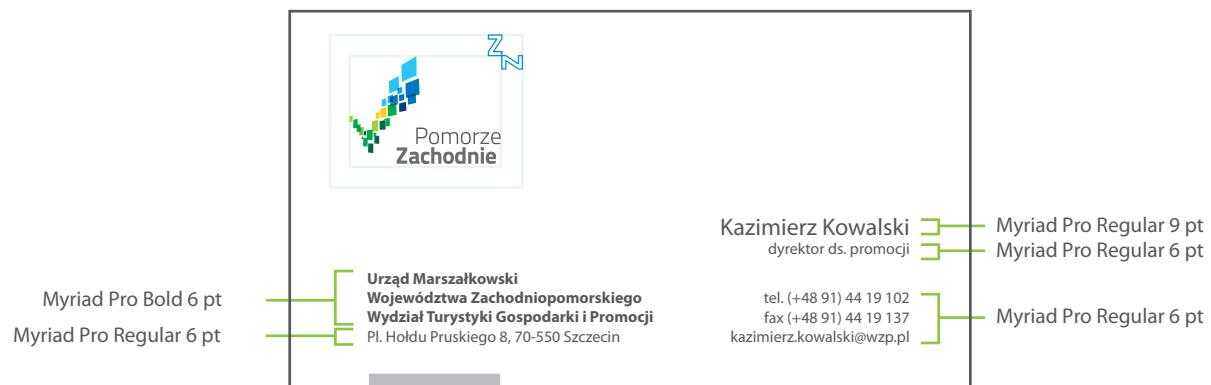 Z
N
Pomorze
Zachodnie
Kazimierz Kowalski
Myriad Pro Regular 9 pt
dyrektor ds. promocji
Myriad Pro Regular 6 pt
Myriad Pro Bold 6 pt
Urząd Marszałkowski
Województwa Zachodniopomorskiego
Wydział Turystyki Gospodarki i Promocji
Myriad Pro Regular 6 pt
Pl. Hołdu Pruskiego 8, 70-550 Szczecin
tel. (+48 91) 44 19 102
fax (+48 91) 44 19 137
kazimierz.kowalski@wzp.pl
Myriad Pro Regular 6 pt